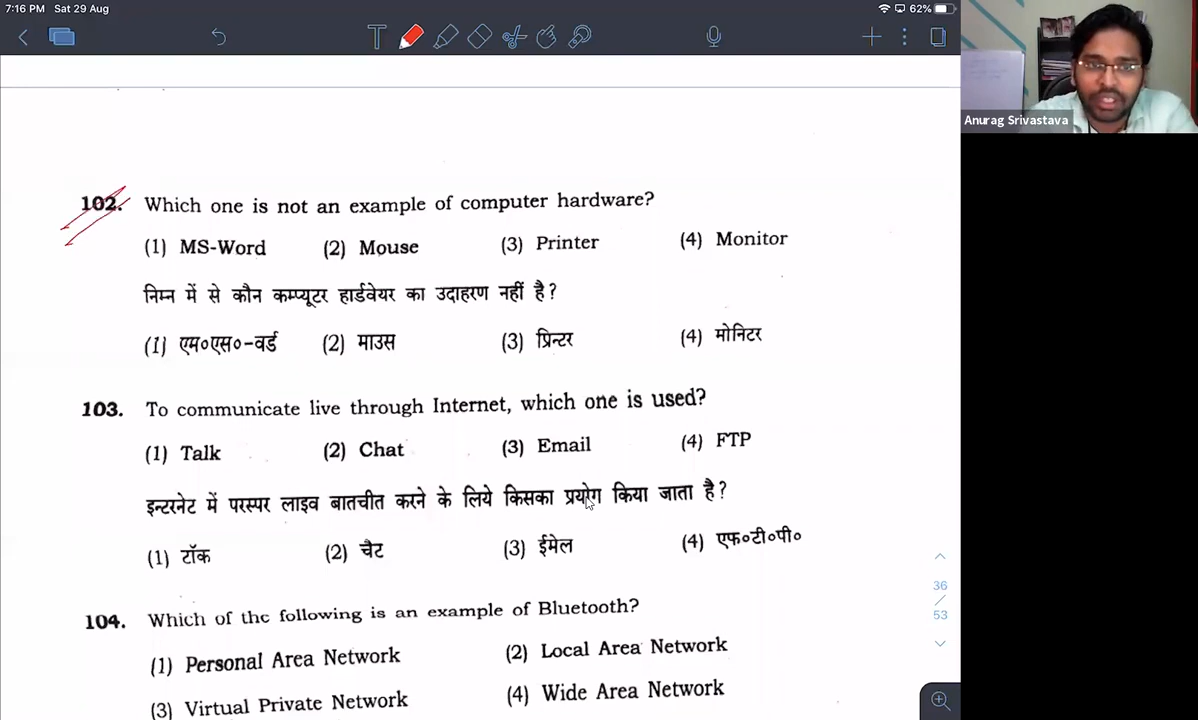 7:16 PM Sat 29 Aug 62%
Anurag Srivastava
102. Which one is not an example of computer hardware?
(1) MS-Word (2) Mouse (3) Printer (4) Monitor
निम्न में से कौन कम्प्यूटर हार्डवेयर का उदाहरण नहीं है?
(1) एम०एस०-वर्ड (2) माउस (3) प्रिन्टर (4) मोनिटर
103. To communicate live through Internet, which one is used?
(1) Talk (2) Chat (3) Email (4) FTP
इन्टरनेट में परस्पर लाइव बातचीत करने के लिये किसका प्रयोग किया जाता है?
(1) टॉक (2) चैट (3) ईमेल (4) एफ०टी०पी०
36
/
53
104. Which of the following is an example of Bluetooth?
(1) Personal Area Network (2) Local Area Network
(3) Virtual Private Network (4) Wide Area Network